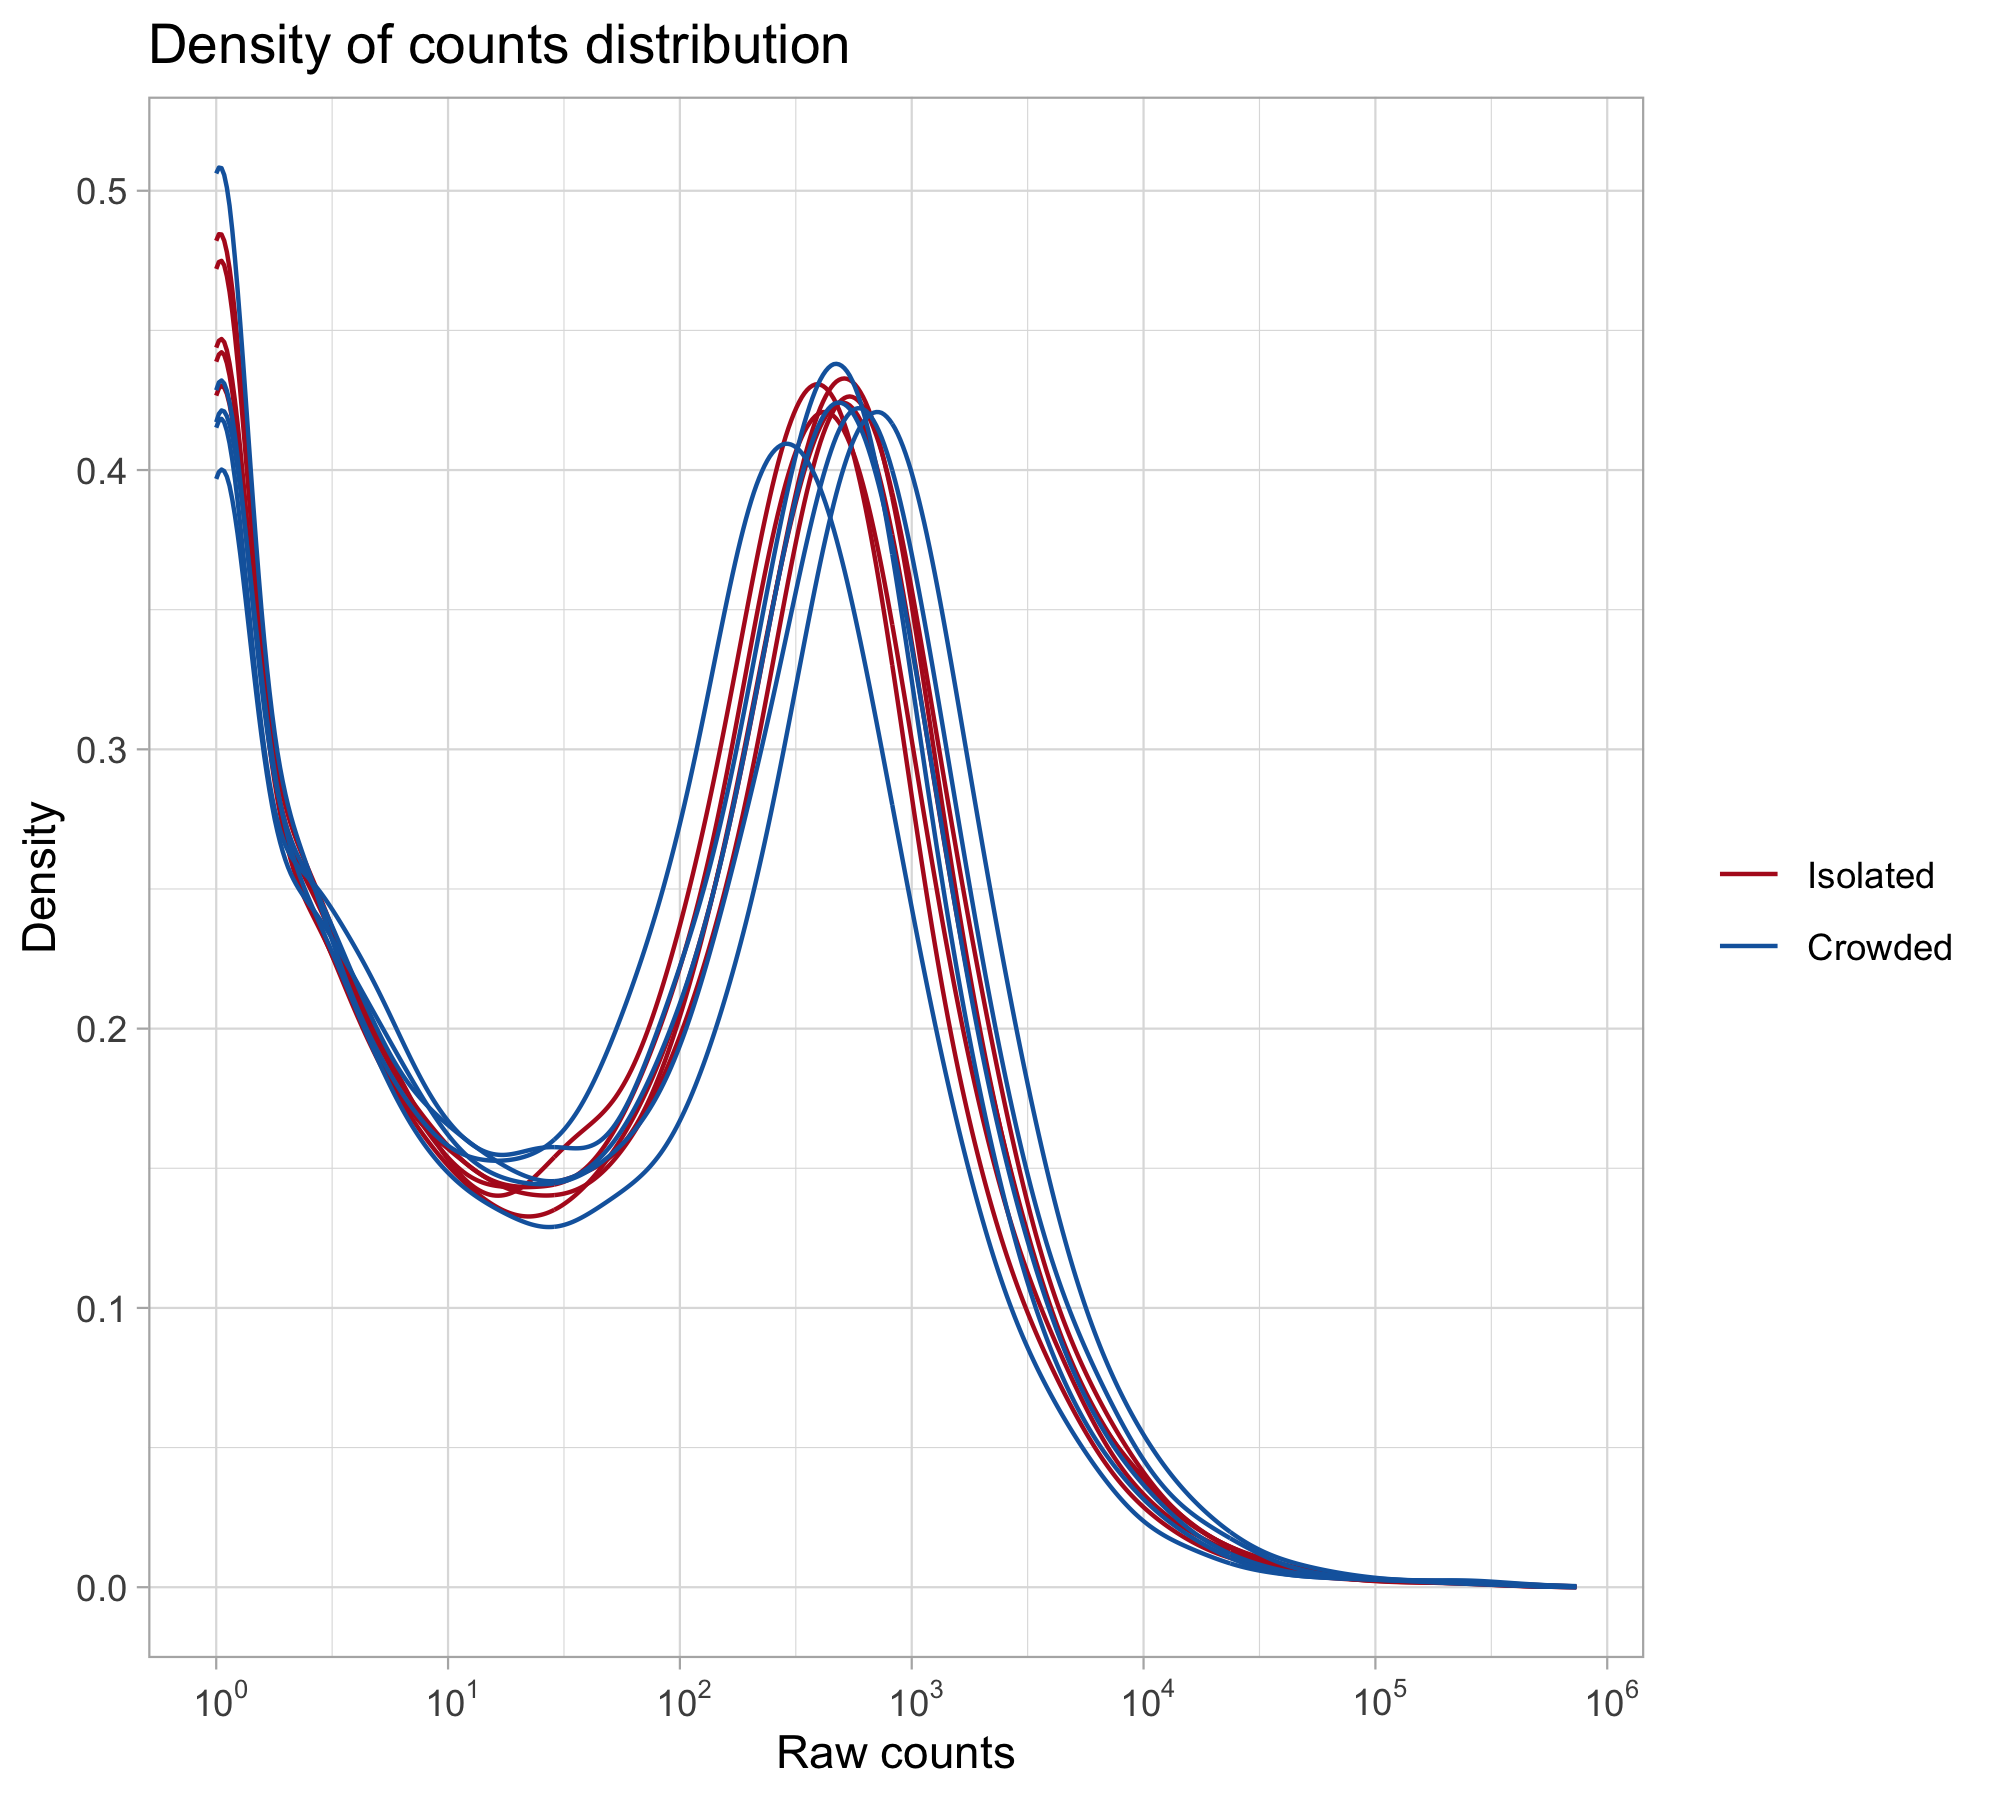 Density of counts distribution
0.5
0.4
0.3
0.2
0.1
0.0
Density
10⁰ 10¹ 10² 10³ 10⁴ 10⁵ 10⁶
Raw counts
Isolated
Crowded